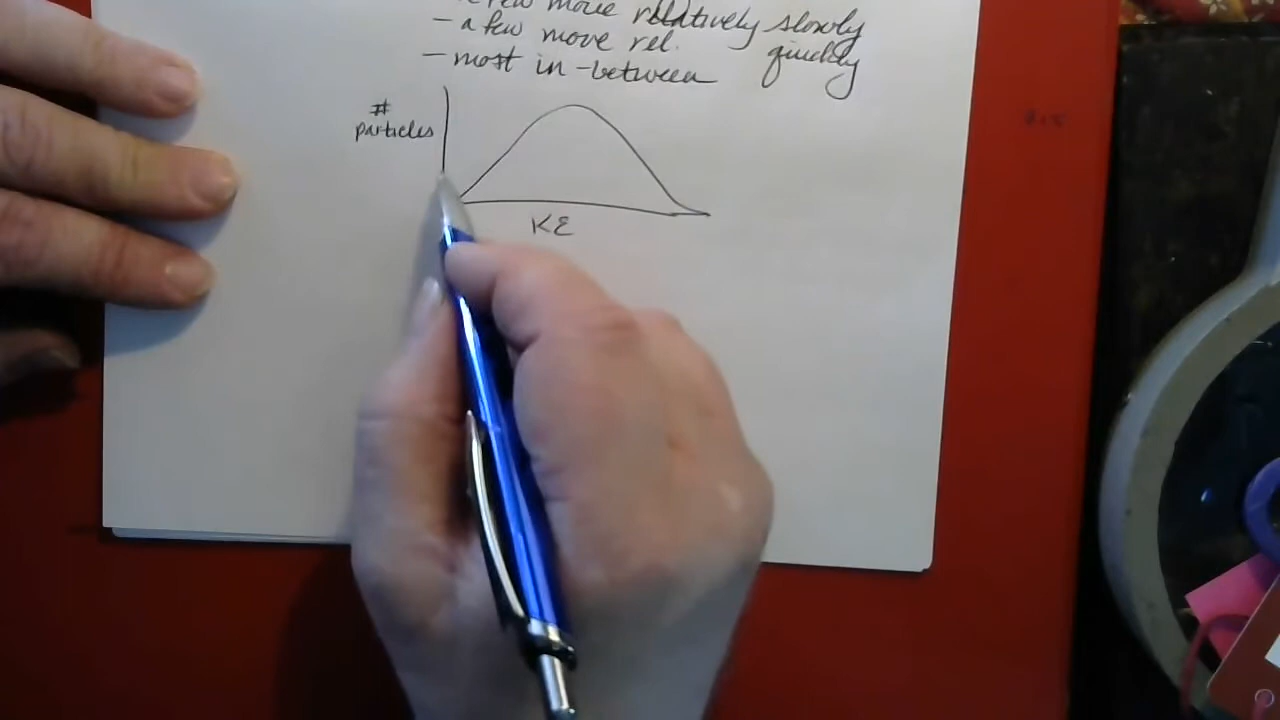 few move relatively slowly
- a few move rel. quickly
- most in-between
#
particles
KE